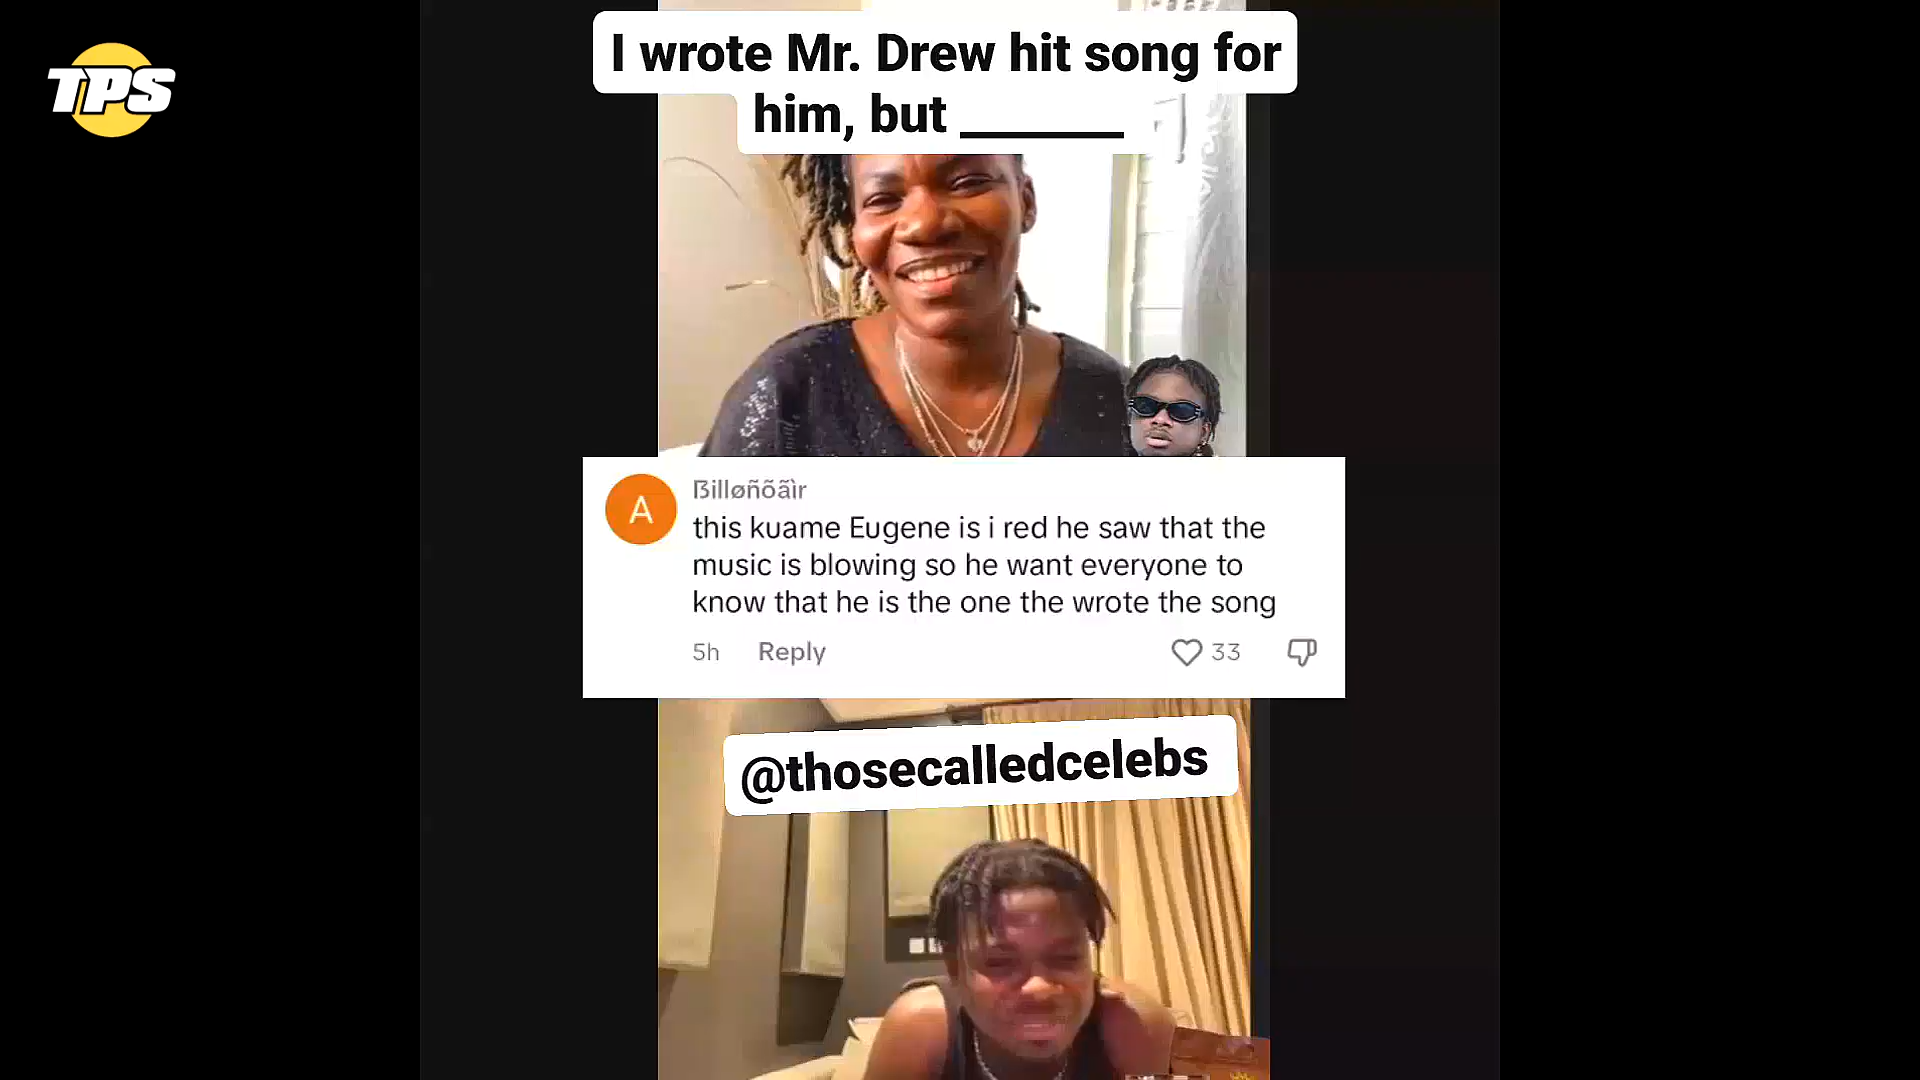 TPS
I wrote Mr. Drew hit song for
him, but ______
A
Ɓilløñõãìr
this kuame Eugene is i red he saw that the
music is blowing so he want everyone to
know that he is the one the wrote the song
5h Reply 33
@thosecalledcelebs